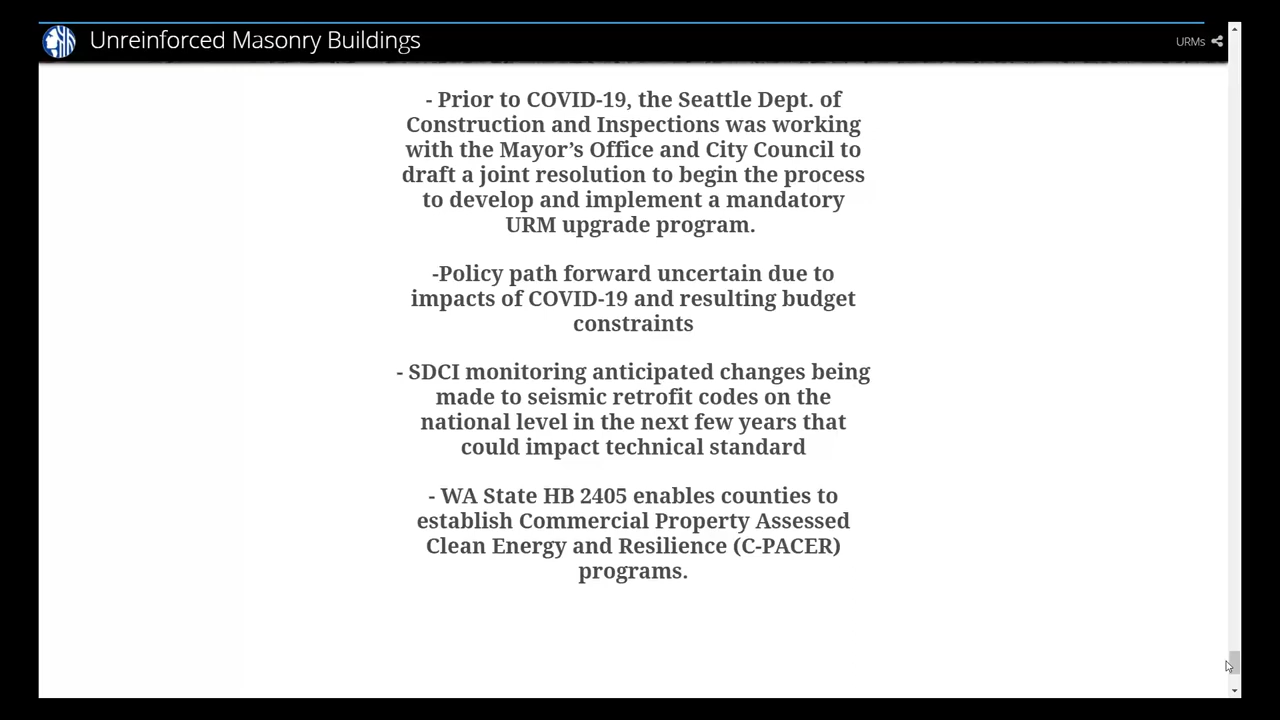 Unreinforced Masonry Buildings
URMs
- Prior to COVID-19, the Seattle Dept. of
Construction and Inspections was working
with the Mayor’s Office and City Council to
draft a joint resolution to begin the process
to develop and implement a mandatory
URM upgrade program.
-Policy path forward uncertain due to
impacts of COVID-19 and resulting budget
constraints
- SDCI monitoring anticipated changes being
made to seismic retrofit codes on the
national level in the next few years that
could impact technical standard
- WA State HB 2405 enables counties to
establish Commercial Property Assessed
Clean Energy and Resilience (C-PACER)
programs.